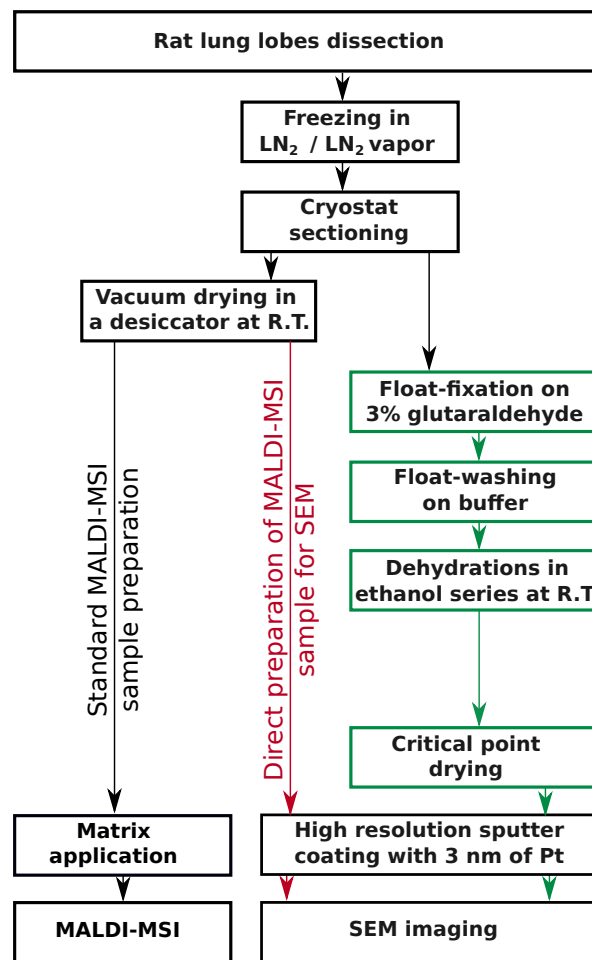 Rat lung lobes dissection
Freezing in
LN₂ / LN₂ vapor
Cryostat
sectioning
Vacuum drying in
a desiccator at R.T.
Float-fixation on
3% glutaraldehyde
Float-washing
on buffer
Dehydrations in
ethanol series at R.T
Standard MALDI-MSI
sample preparation
Direct preparation of MALDI-MSI
sample for SEM
Critical point
drying
Matrix
application
High resolution sputter
coating with 3 nm of Pt
MALDI-MSI
SEM imaging